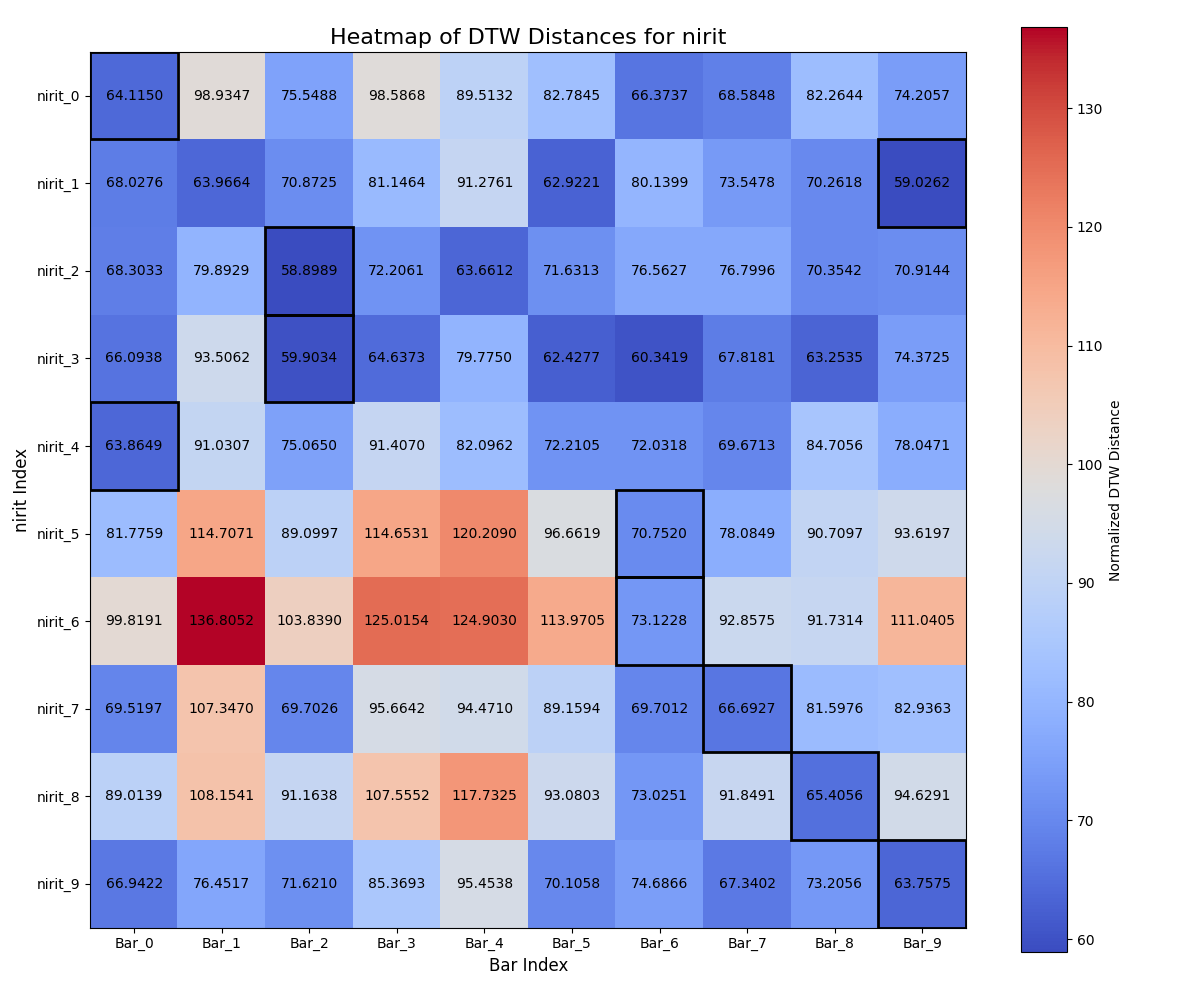 Heatmap of DTW Distances for nirit
nirit_0 64.1150 98.9347 75.5488 98.5868 89.5132 82.7845 66.3737 68.5848 82.2644 74.2057
nirit_1 68.0276 63.9664 70.8725 81.1464 91.2761 62.9221 80.1399 73.5478 70.2618 59.0262
nirit_2 68.3033 79.8929 58.8989 72.2061 63.6612 71.6313 76.5627 76.7996 70.3542 70.9144
nirit_3 66.0938 93.5062 59.9034 64.6373 79.7750 62.4277 60.3419 67.8181 63.2535 74.3725
nirit_4 63.8649 91.0307 75.0650 91.4070 82.0962 72.2105 72.0318 69.6713 84.7056 78.0471
nirit_5 81.7759 114.7071 89.0997 114.6531 120.2090 96.6619 70.7520 78.0849 90.7097 93.6197
nirit_6 99.8191 136.8052 103.8390 125.0154 124.9030 113.9705 73.1228 92.8575 91.7314 111.0405
nirit_7 69.5197 107.3470 69.7026 95.6642 94.4710 89.1594 69.7012 66.6927 81.5976 82.9363
nirit_8 89.0139 108.1541 91.1638 107.5552 117.7325 93.0803 73.0251 91.8491 65.4056 94.6291
nirit_9 66.9422 76.4517 71.6210 85.3693 95.4538 70.1058 74.6866 67.3402 73.2056 63.7575
Bar_0 Bar_1 Bar_2 Bar_3 Bar_4 Bar_5 Bar_6 Bar_7 Bar_8 Bar_9
Bar Index
nirit Index
130
120
110
100
90
80
70
60
Normalized DTW Distance